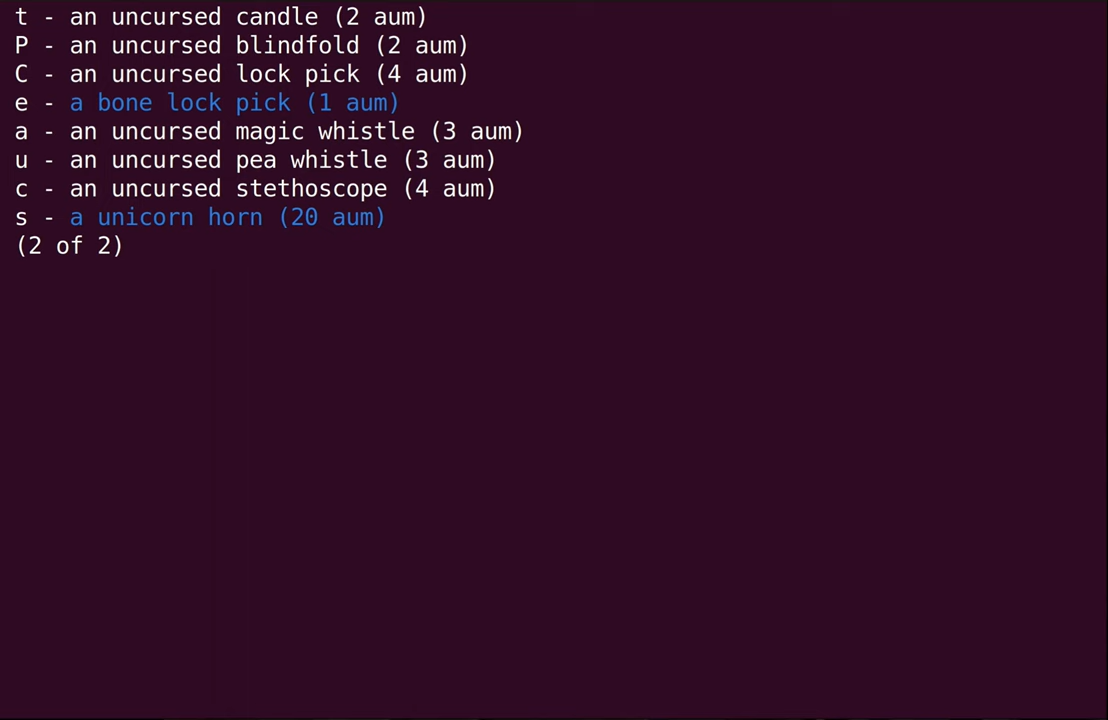 t - an uncursed candle (2 aum)
P - an uncursed blindfold (2 aum)
C - an uncursed lock pick (4 aum)
e - a bone lock pick (1 aum)
a - an uncursed magic whistle (3 aum)
u - an uncursed pea whistle (3 aum)
c - an uncursed stethoscope (4 aum)
s - a unicorn horn (20 aum)
(2 of 2)